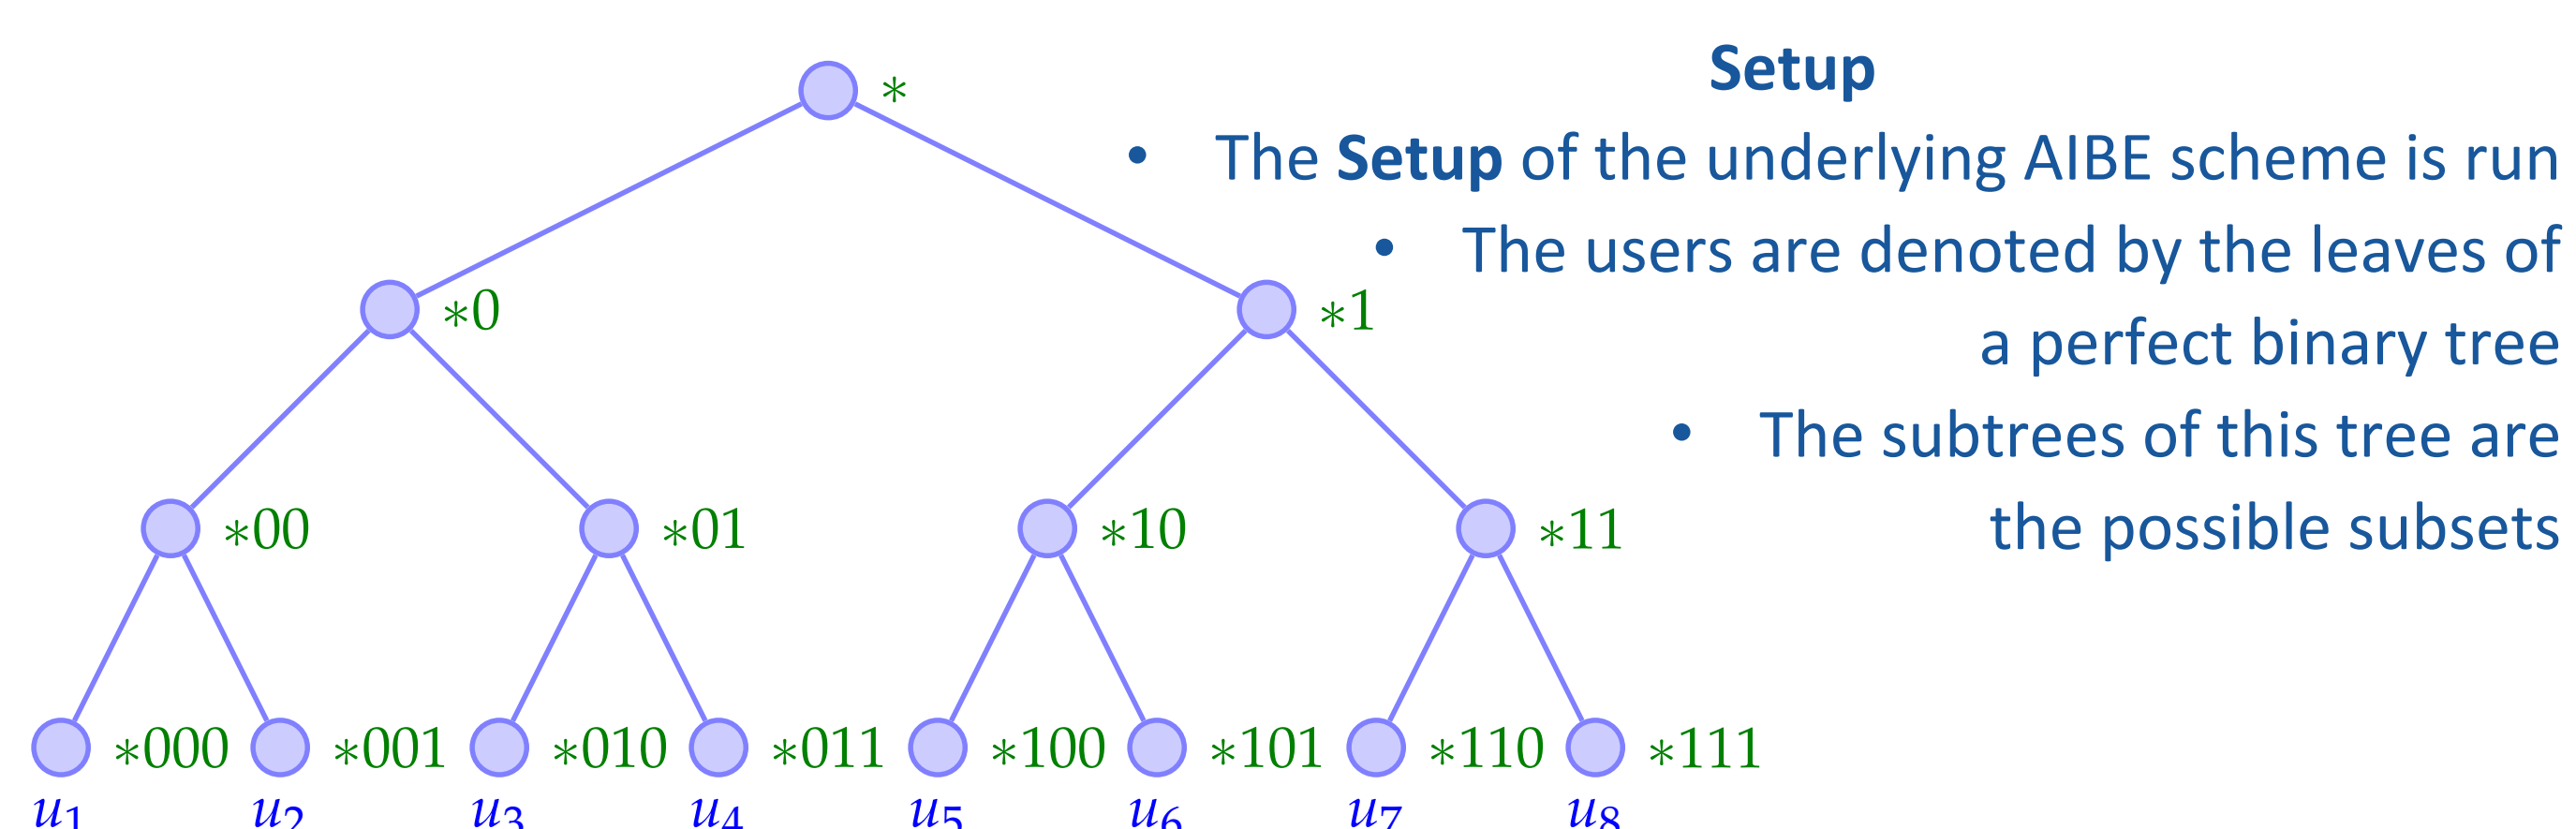 Setup
• The Setup of the underlying AIBE scheme is run
• The users are denoted by the leaves of
a perfect binary tree
• The subtrees of this tree are
the possible subsets
*
*0 *1
*00 *01 *10 *11
*000 *001 *010 *011 *100 *101 *110 *111
u1 u2 u3 u4 u5 u6 u7 u8